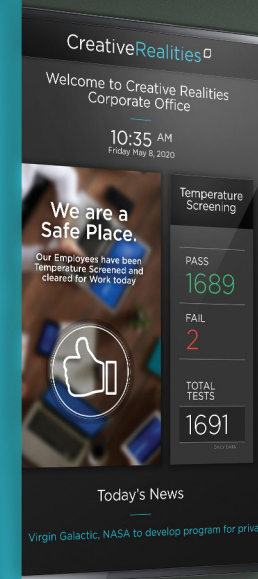 CreativeRealities
Welcome to Creative Realities
Corporate Office
10:35 AM
Friday May 8, 2020
We are a
Safe Place.
Our Employees have been
Temperature Screened and
cleared for Work today
Temperature
Screening
PASS
1689
FAIL
2
TOTAL
TESTS
1691
DAILY DATA
Today's News
Virgin Galactic, NASA to develop program for priva